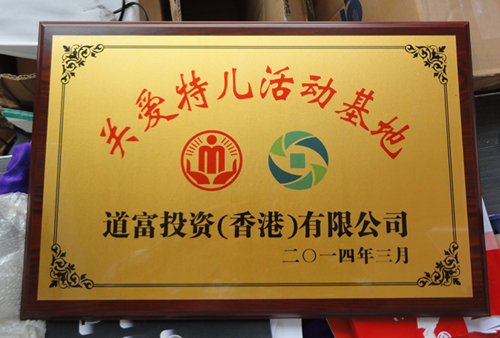 关爱特儿活动基地
道富投资(香港)有限公司
二〇一四年三月